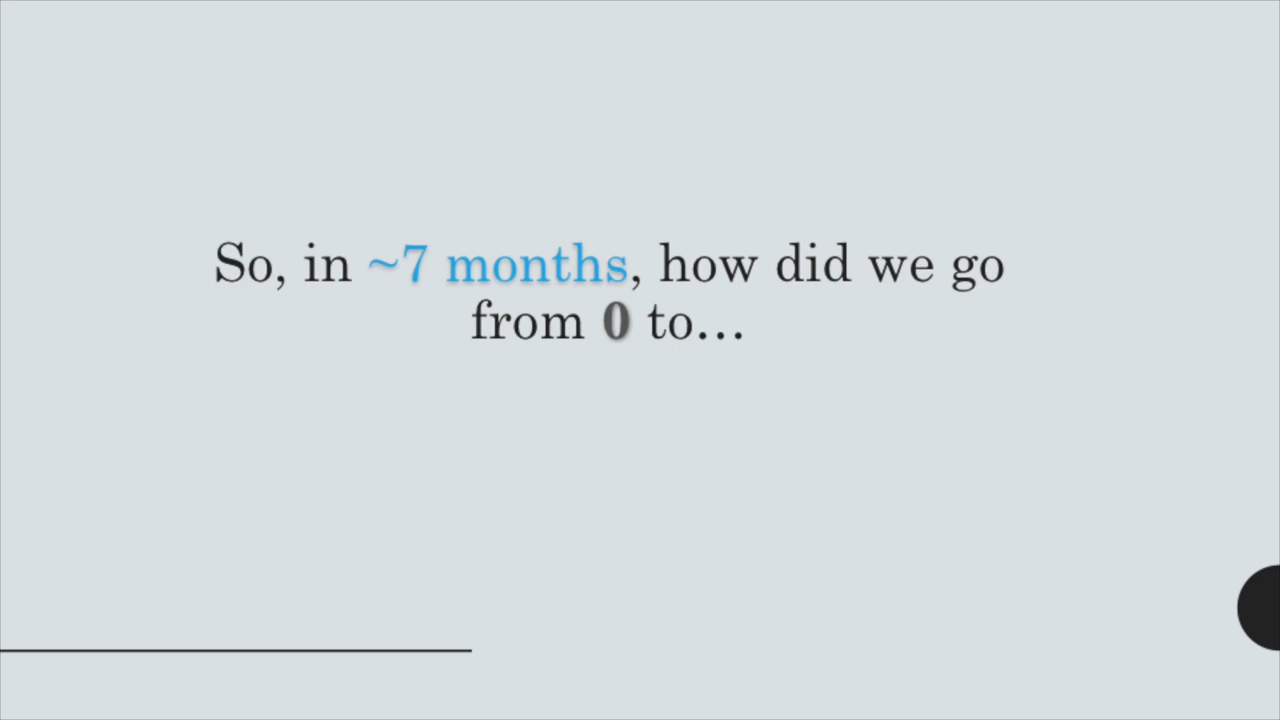 So, in ~7 months, how did we go
from 0 to…